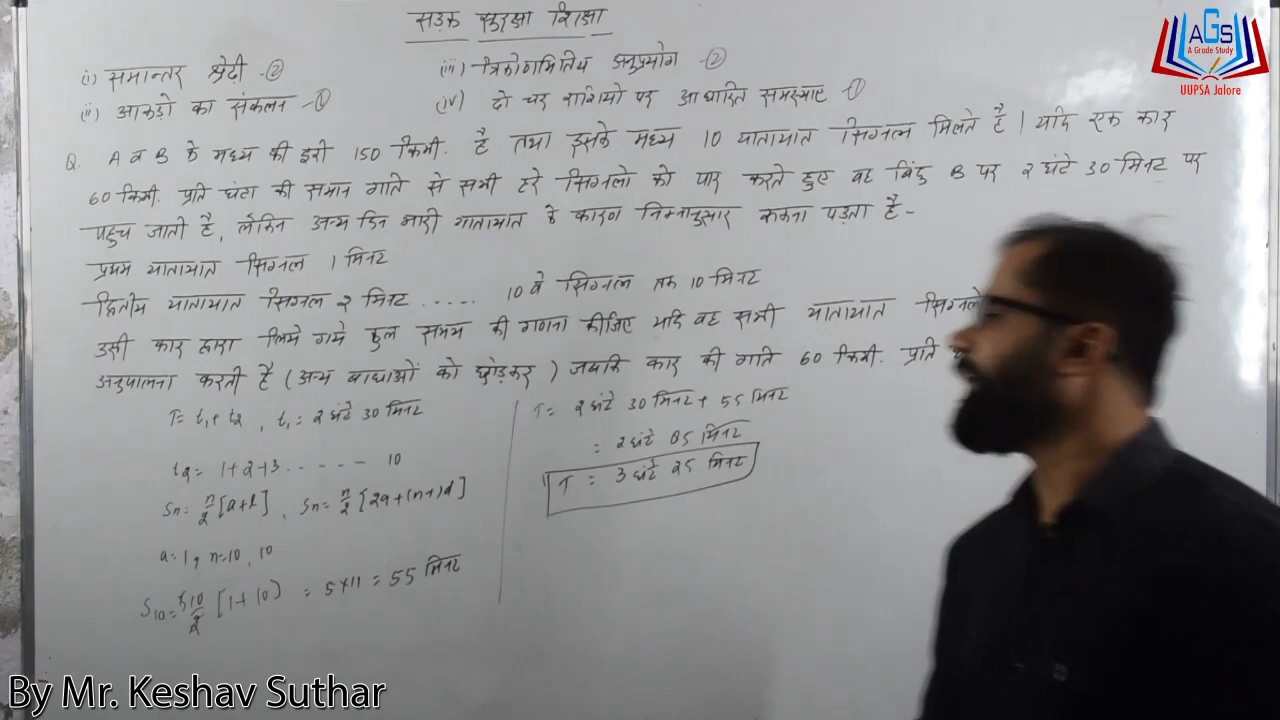 सड़क सुरक्षा शिक्षा
(i) समान्तर श्रेढ़ी - ②
(ii) आकड़ो का संकलन - ①
(iii) त्रिकोणमितिय अनुप्रयोग - ②
(iv) दो चर राशियो पर आधारित समस्याए - ①
Q. A व B के मध्य की दूरी 150 किमी. है तथा इसके मध्य 10 यातायात सिग्नल मिलते है। यदि एक कार
60 किमी. प्रति घंटा की समान गति से सभी हरे सिग्नलो को पार करते हुए वह बिंदु B पर 2 घंटे 30 मिनट पर
पहुच जाती है, लेकिन अन्य दिन भारी यातायात के कारण निम्नानुसार रूकना पड़ता है -
प्रथम यातायात सिग्नल 1 मिनट
द्वितीय यातायात सिग्नल 2 मिनट ..... 10 वे सिग्नल तक 10 मिनट
उसी कार द्वारा लिये गये कुल समय की गणना कीजिए यदि वह सभी यातायात
अनुपालना करती है (अन्य बाधाओं को छोड़कर) जबकि कार की गति 60 किमी. प्रति
T = t₁ + t₂ , t₁ = 2 घंटे 30 मिनट
t₂ = 1+2+3 . - - - - 10
Sn = n/2 [a+l] , Sn = n/2 [2a+(n-1)d]
a = 1, n = 10, 10
S₁₀ = 10/2 [1+10) = 5×11 = 55 मिनट
T = 2 घंटे 30 मिनट + 55 मिनट
= 2 घंटे 85 मिनट
T = 3 घंटे 25 मिनट
AGS
A Grade Study
UUPSA Jalore
By Mr. Keshav Suthar